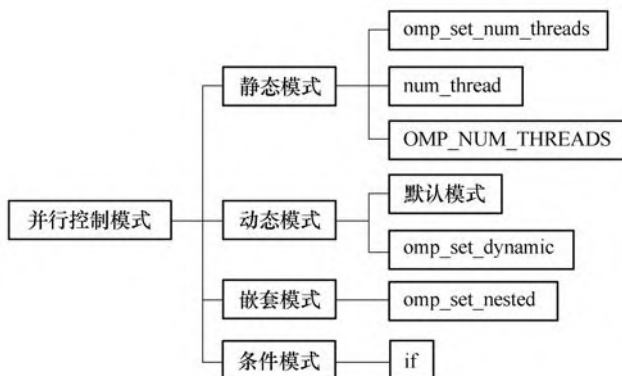 omp_set_num_threads
静态模式
num_thread
OMP_NUM_THREADS
默认模式
并行控制模式
动态模式
omp_set_dynamic
嵌套模式
omp_set_nested
条件模式
if